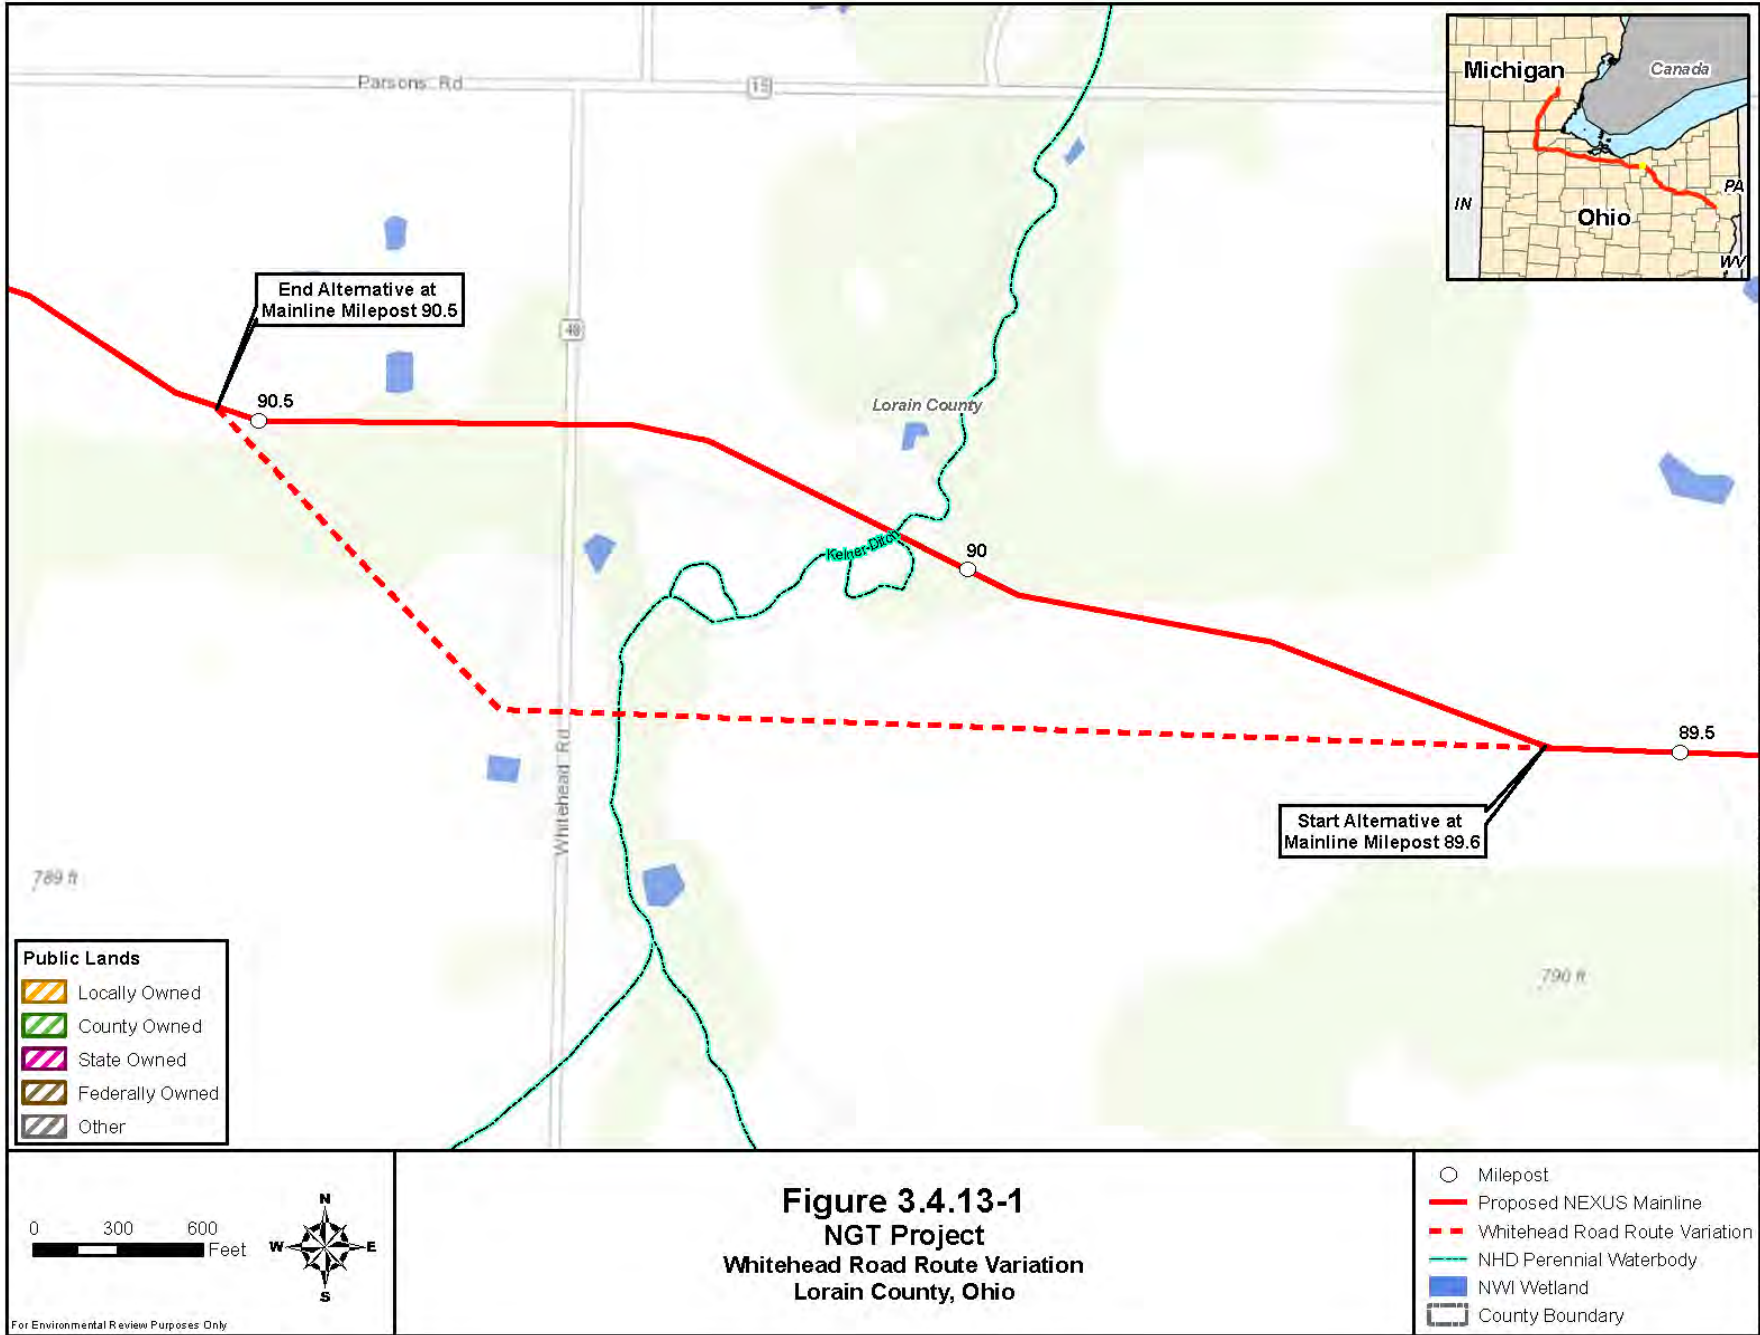 Parsons Rd
15
Michigan
Canada
IN
Ohio
PA
WV
End Alternative at
Mainline Milepost 90.5
48
90.5
Lorain County
Kelner-Ditch
90
89.5
Whitehead Rd
Start Alternative at
Mainline Milepost 89.6
789 ft
790 ft
Public Lands
Locally Owned
County Owned
State Owned
Federally Owned
Other
0 300 600
Feet
N
W E
S
For Environmental Review Purposes Only
Figure 3.4.13-1
NGT Project
Whitehead Road Route Variation
Lorain County, Ohio
Milepost
Proposed NEXUS Mainline
Whitehead Road Route Variation
NHD Perennial Waterbody
NWI Wetland
County Boundary